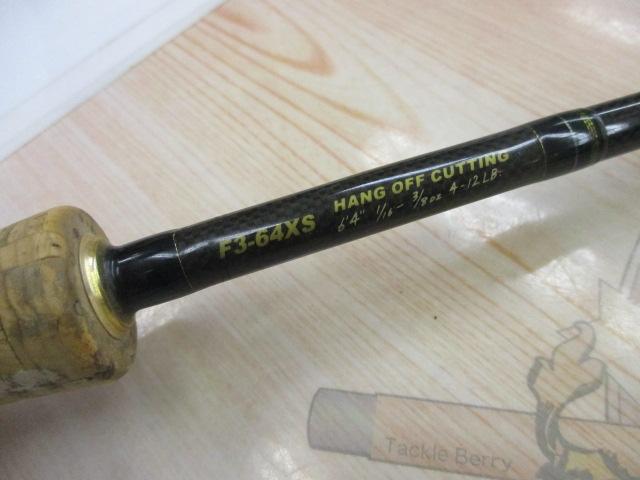 F3-64XS
HANG OFF CUTTING
6'4" 1/16 - 3/8oz 4-12LB.
Tackle Berry